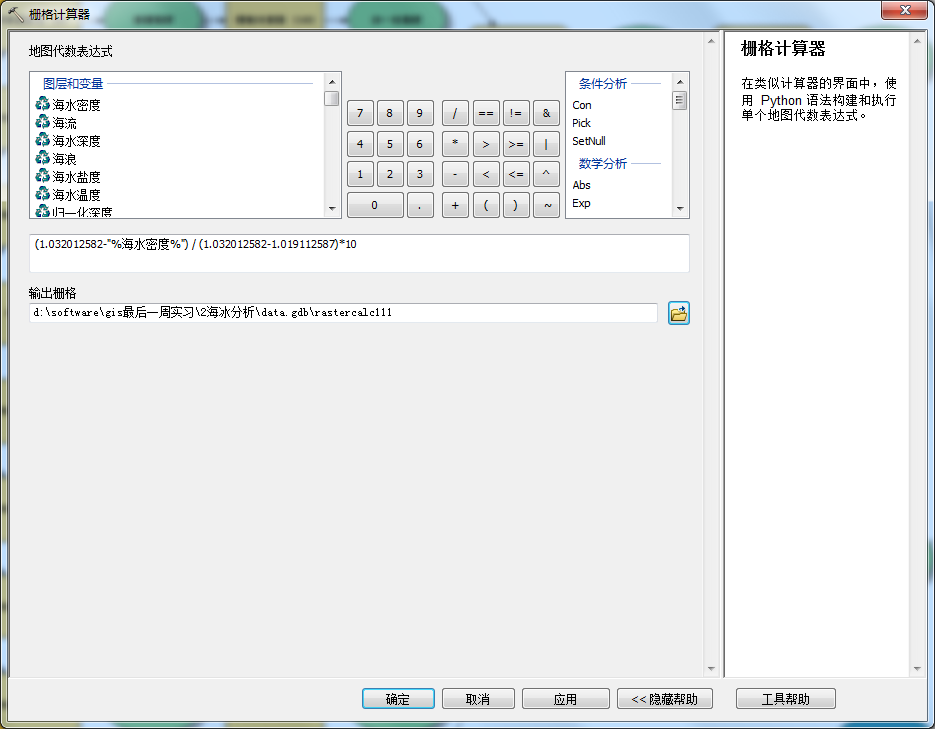 栅格计算器
地图代数表达式
图层和变量
海水密度
海流
海水深度
海浪
海水盐度
海水温度
归一化深度
7 8 9 / == != &
4 5 6 * > >= |
1 2 3 - < <= ^
0 . + ( ) ~
条件分析
Con
Pick
SetNull
数学分析
Abs
Exp
(1.032012582-"%海水密度%") / (1.032012582-1.019112587)*10
输出栅格
d:\software\gis最后一周实习\2海冰分析\data.gdb\rastercalc111
确定
取消
应用
<< 隐藏帮助
工具帮助
栅格计算器
在类似计算器的界面中，使
用 Python 语法构建和执行
单个地图代数表达式。